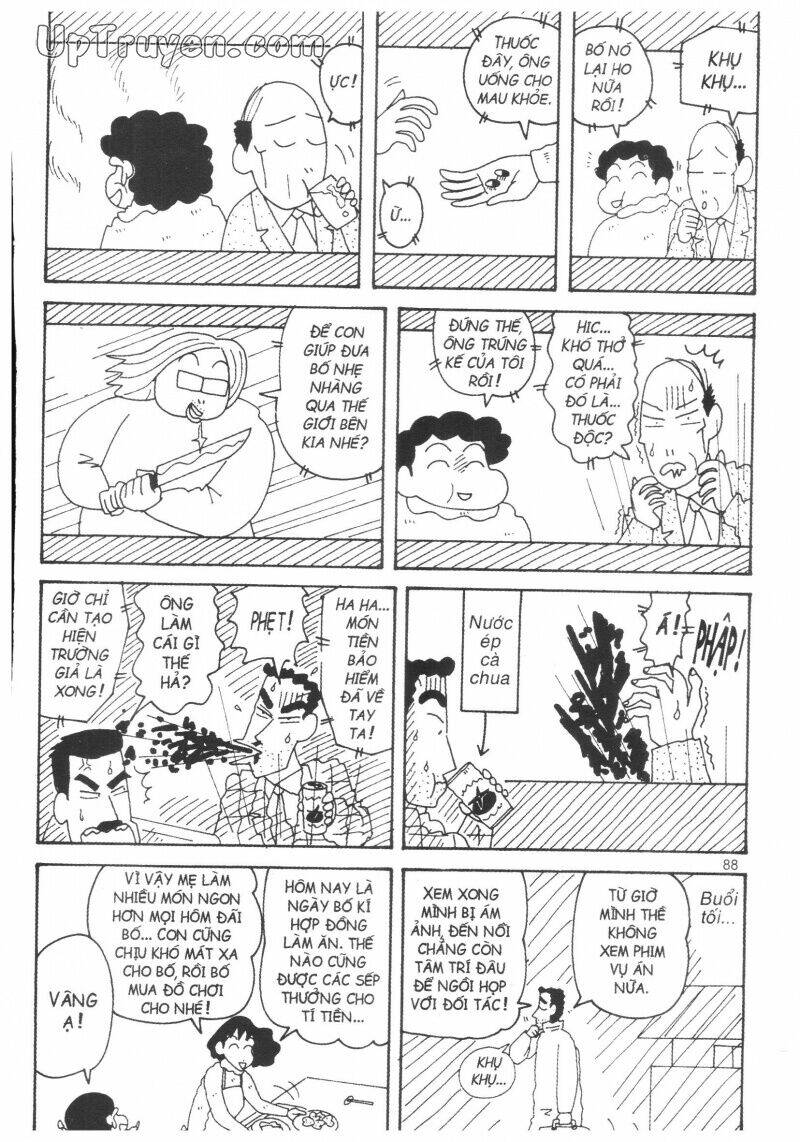 UpTruyen.com
KHỤ
KHỤ...
BỐ NÓ
LẠI HO
NỮA
RỒI!
THUỐC
ĐÂY, ÔNG
UỐNG CHO
MAU KHỎE.
Ừ...
ỰC!
HIC...
KHÓ THỞ
QUÁ...
CÓ PHẢI
ĐÓ LÀ...
THUỐC
ĐỘC?
ĐỨNG THẾ,
ÔNG TRÚNG
KẾ CỦA TÔI
RỒI!
ĐỂ CON
GIÚP ĐƯA
BỐ NHẸ
NHÀNG
QUA THẾ
GIỚI BÊN
KIA NHÉ?
PHẬP!
Á!
Nước
ép
cà
chua
HA HA...
MÓN
TIỀN
BẢO
HIỂM
ĐÃ VỀ
TAY
TA!
PHẸT!
ÔNG
LÀM
CÁI GÌ
THẾ
HẢ?
GIỜ CHỈ
CẦN TẠO
HIỆN
TRƯỜNG
GIẢ LÀ
XONG!
88
Buổi
tối...
TỪ GIỜ
MÌNH THỀ
KHÔNG
XEM PHIM
VỤ ÁN
NỮA.
XEM XONG
MÌNH BỊ ÁM
ẢNH, ĐẾN NỖI
CHẲNG CÒN
TÂM TRÍ ĐÂU
ĐỂ NGỒI HỌP
VỚI ĐỐI TÁC!
KHỤ
KHỤ...
HÔM NAY LÀ
NGÀY BỐ KÍ
HỢP ĐỒNG
LÀM ĂN. THẾ
NÀO CŨNG
ĐƯỢC CÁC SẾP
THƯỞNG CHO
TÍ TIỀN...
VÌ VẬY MẸ LÀM
NHIỀU MÓN NGON
HƠN MỌI HÔM ĐÃI
BỐ... CON CŨNG
CHỊU KHÓ MÁT XA
CHO BỐ, RỒI BỐ
MUA ĐỒ CHƠI
CHO NHÉ!
VÂNG
Ạ!